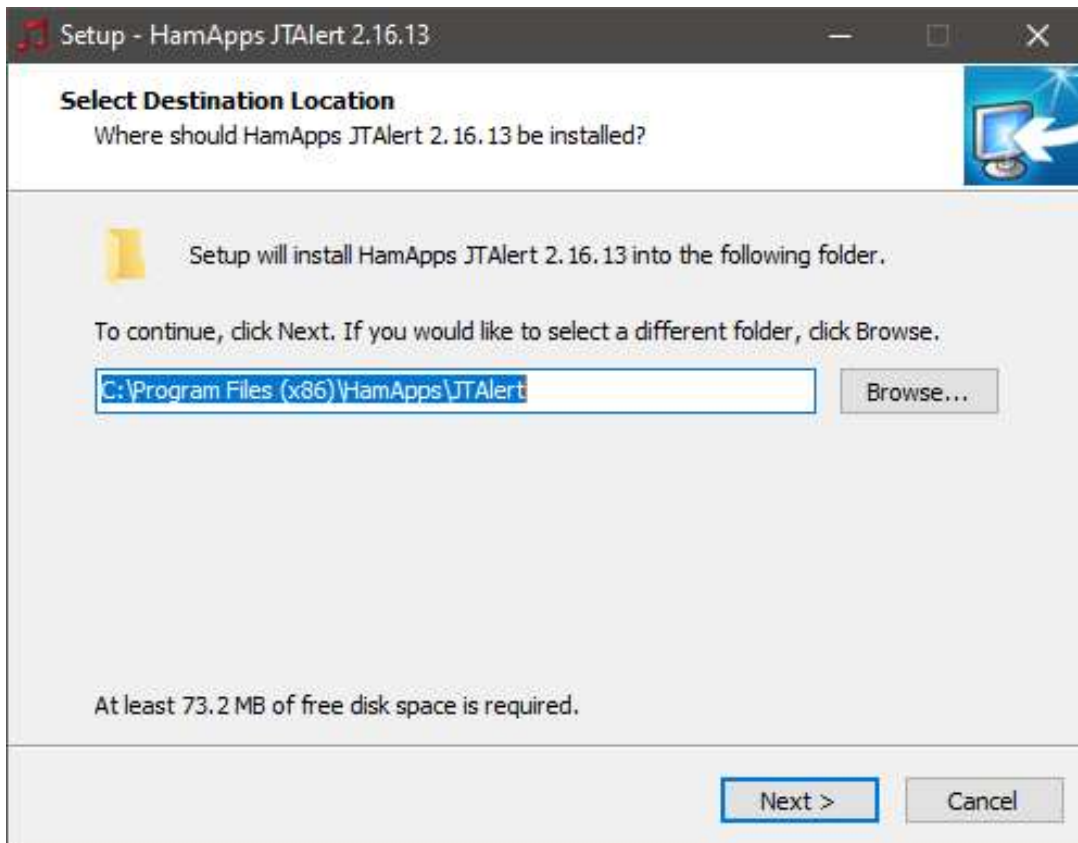 Setup - HamApps JTAlert 2.16.13
Select Destination Location
Where should HamApps JTAlert 2.16.13 be installed?
Setup will install HamApps JTAlert 2.16.13 into the following folder.
To continue, click Next. If you would like to select a different folder, click Browse.
C:\Program Files (x86)\HamApps\JTAlert
Browse...
At least 73.2 MB of free disk space is required.
Next >
Cancel